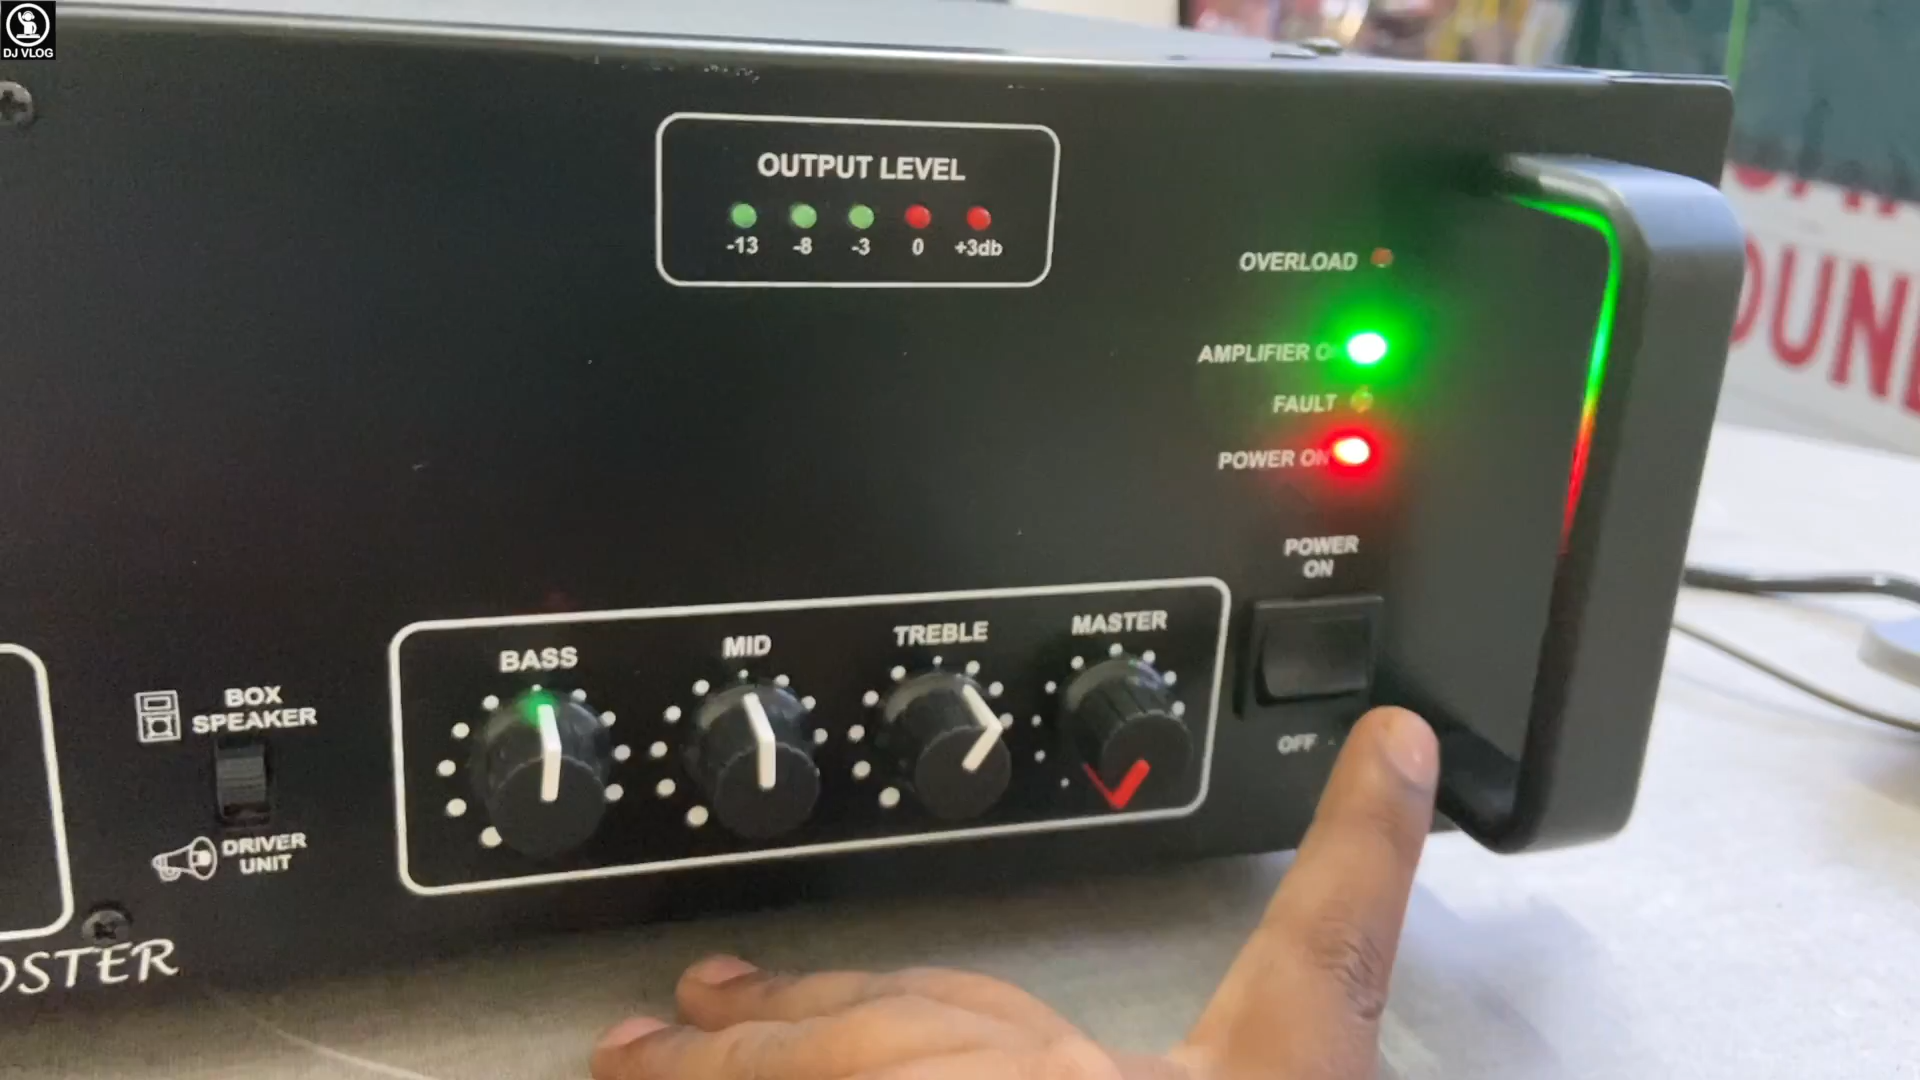 DJ VLOG
OUTPUT LEVEL
-13 -8 -3 0 +3db
OVERLOAD
AMPLIFIER
FAULT
POWER ON
POWER
ON
OFF
BASS MID TREBLE MASTER
BOX
SPEAKER
DRIVER
UNIT